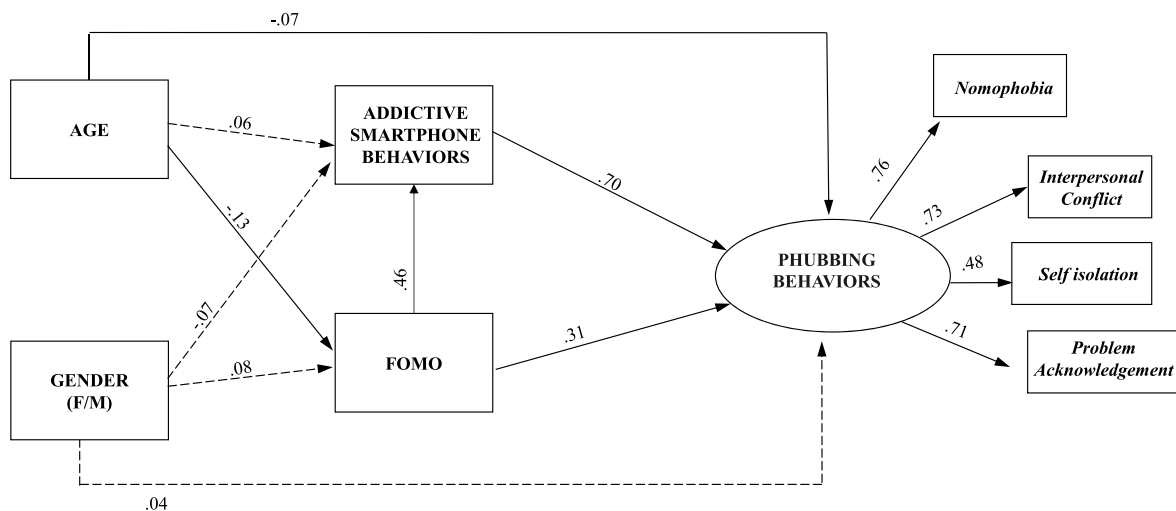 -.07
AGE
.06
-.13
ADDICTIVE
SMARTPHONE
BEHAVIORS
.70
.46
-.07
GENDER
(F/M)
.08
FOMO
.31
.04
PHUBBING
BEHAVIORS
.76
Nomophobia
.73
Interpersonal
Conflict
.48
Self isolation
.71
Problem
Acknowledgement